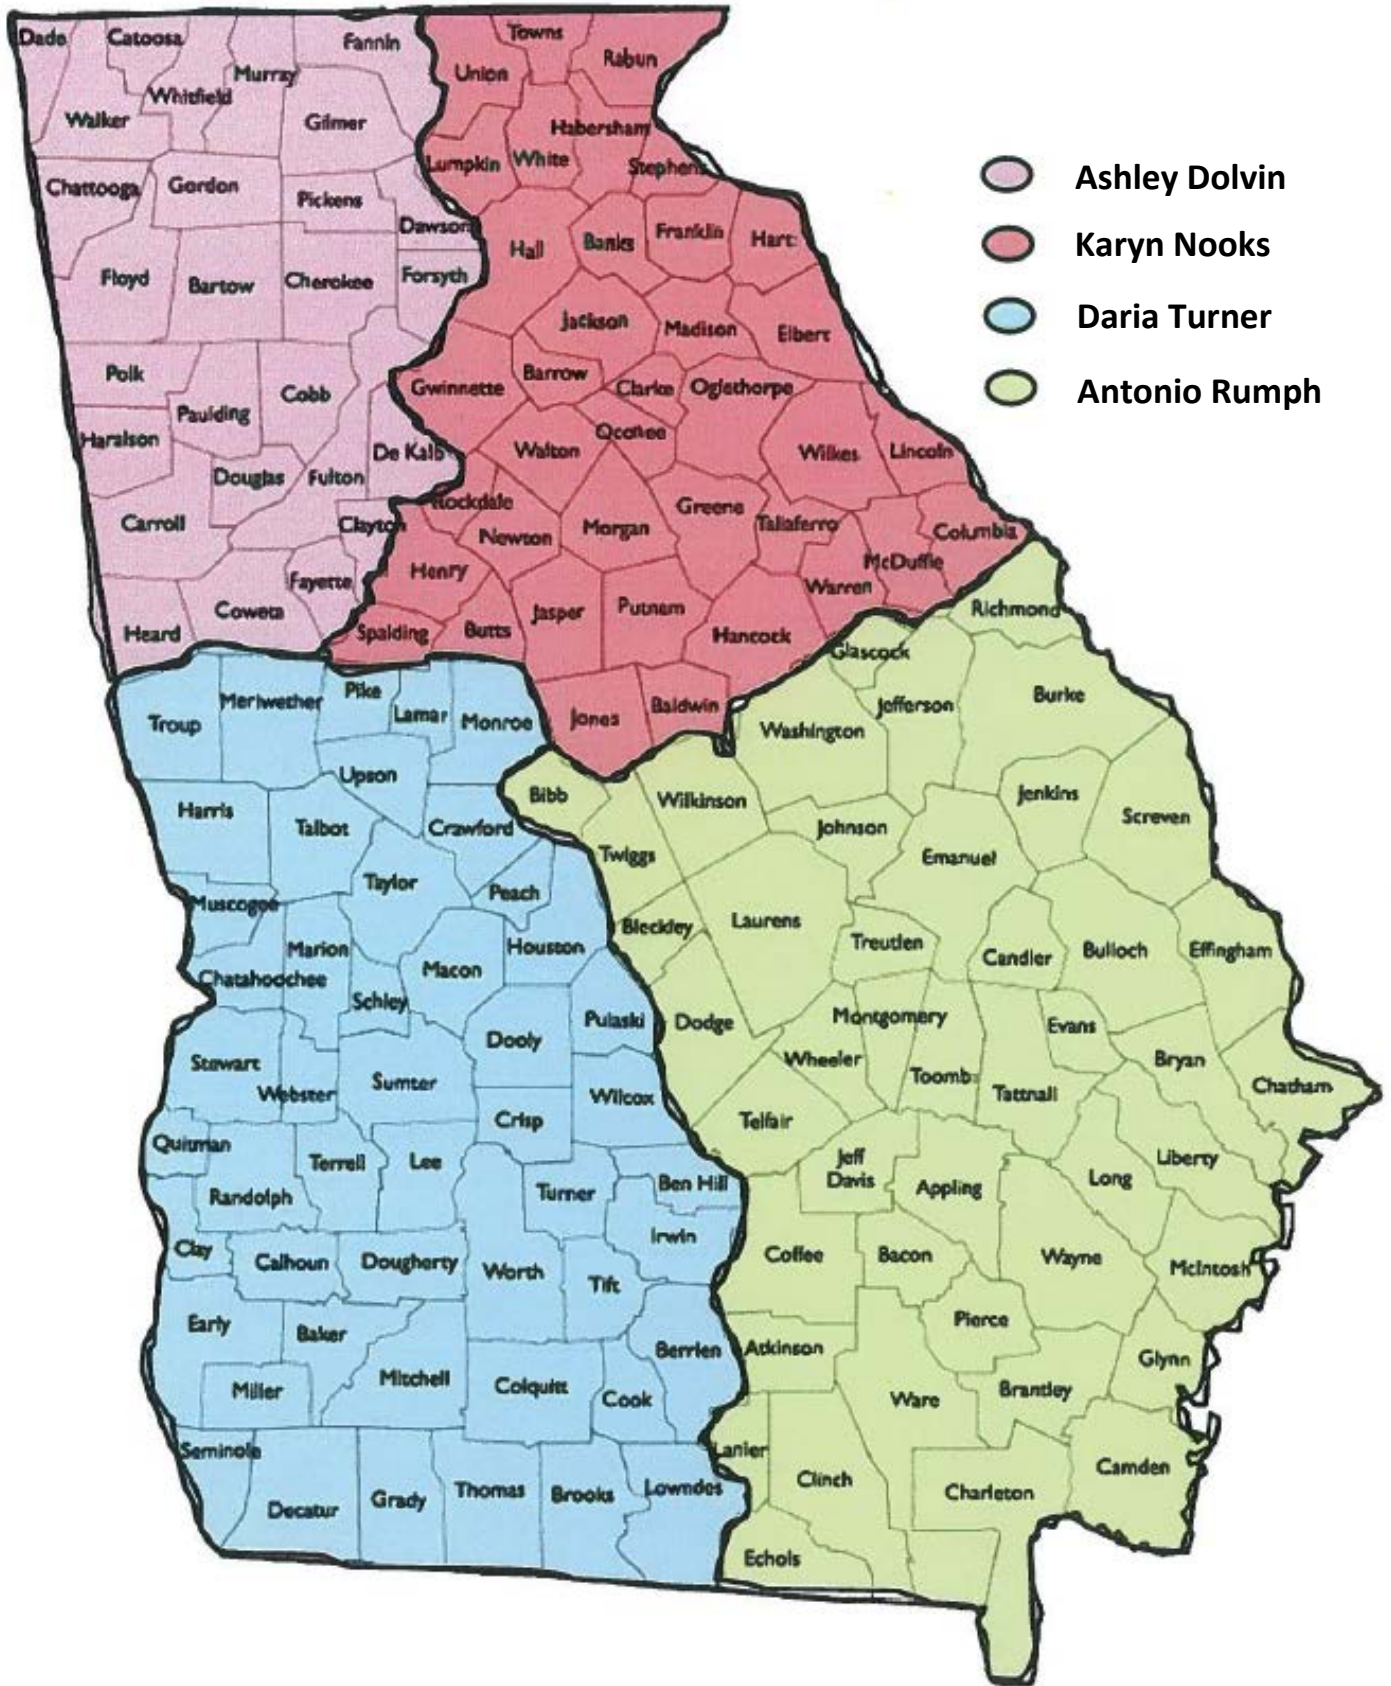 Dade
Catoosa
Fannin
Towns
Rabun
Union
Murray
Whitfield
Walker
Gilmer
Habersham
Lumpkin
White
Stephens
Chattooga
Gordon
Pickens
Dawson
Hall
Banks
Franklin
Hart
Floyd
Bartow
Cherokee
Forsyth
Jackson
Madison
Elbert
Polk
Cobb
Gwinnette
Barrow
Clarke
Oglethorpe
Paulding
Haralson
De Kalb
Walton
Oconee
Wilkes
Lincoln
Douglas
Fulton
Rockdale
Greene
Carroll
Clayton
Newton
Morgan
Taliaferro
Columbia
Henry
McDuffie
Fayette
Warren
Coweta
Heard
Spalding
Butts
Jasper
Putnam
Hancock
Jones
Baldwin
Ashley Dolvin
Karyn Nooks
Daria Turner
Antonio Rumph
Troup
Meriwether
Pike
Lamar
Monroe
Upson
Harris
Talbot
Crawford
Taylor
Peach
Muscogee
Marion
Houston
Chatahoochee
Macon
Schley
Dooly
Pulaski
Stewart
Webster
Sumter
Crisp
Wilcox
Quitman
Terrell
Lee
Randolph
Turner
Ben Hill
Irwin
Clay
Calhoun
Dougherty
Worth
Tift
Early
Baker
Berrien
Miller
Mitchell
Colquitt
Cook
Seminole
Decatur
Grady
Thomas
Brooks
Lowndes
Richmond
Glascock
Jefferson
Burke
Washington
Bibb
Wilkinson
Jenkins
Screven
Johnson
Twiggs
Emanuel
Bleckley
Laurens
Treutlen
Candler
Bulloch
Effingham
Dodge
Montgomery
Evans
Wheeler
Toombs
Tattnall
Bryan
Chatham
Telfair
Jeff
Davis
Appling
Long
Liberty
Coffee
Bacon
Wayne
McIntosh
Pierce
Atkinson
Ware
Brantley
Glynn
Lanier
Clinch
Charleton
Camden
Echols